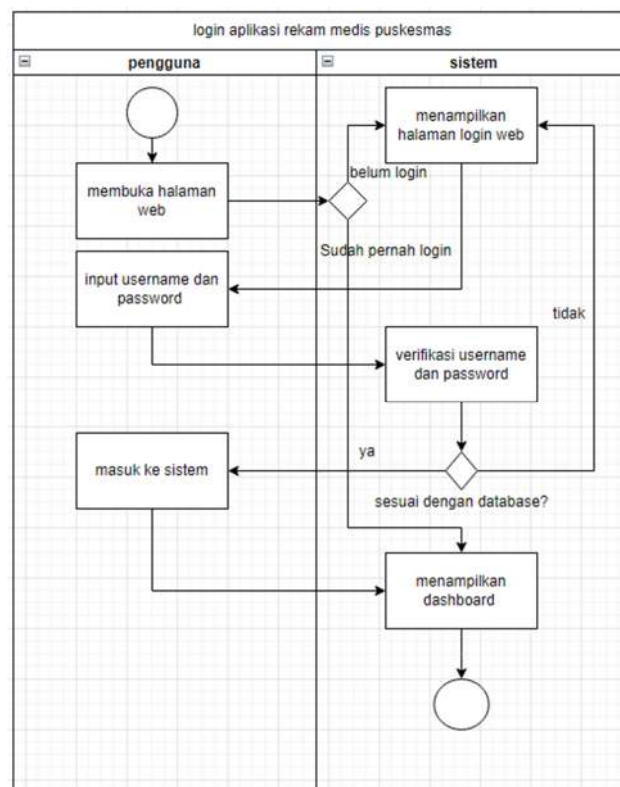 login aplikasi rekam medis puskesmas
pengguna
sistem
menampilkan
halaman login web
belum login
membuka halaman
web
Sudah pernah login
input username dan
password
tidak
verifikasi username
dan password
ya
masuk ke sistem
sesuai dengan database?
menampilkan
dashboard